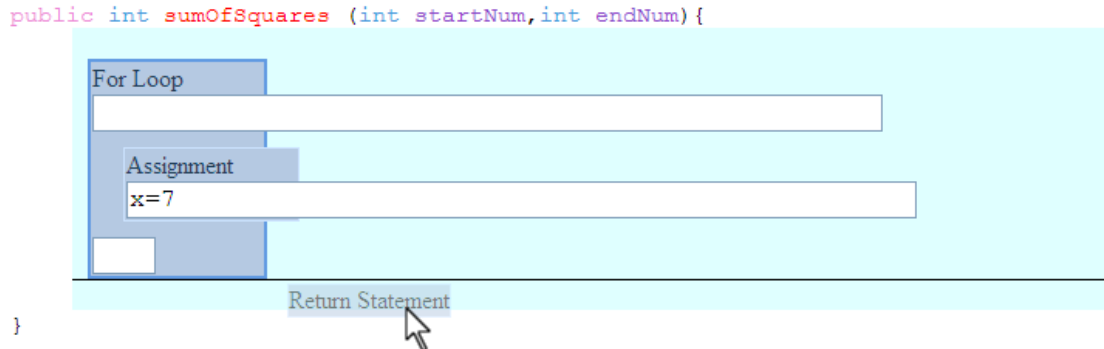 public int sumOfSquares (int startNum,int endNum){
For Loop
Assignment
x=7
Return Statement
}